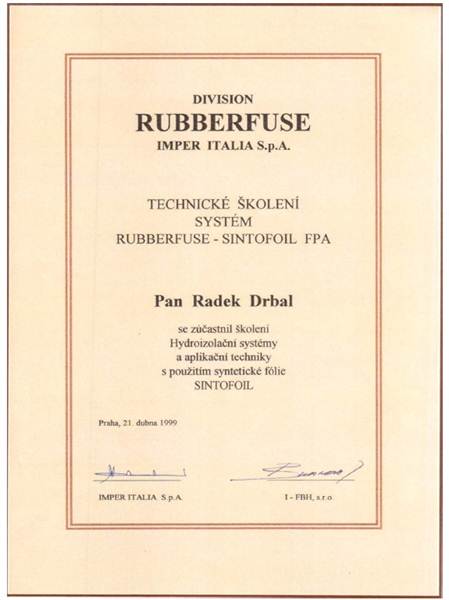 DIVISION
RUBBERFUSE
IMPER ITALIA S.p.A.
TECHNICKÉ ŠKOLENÍ
SYSTÉM
RUBBERFUSE - SINTOFOIL FPA
Pan Radek Drbal
se zúčastnil školení
Hydroizolační systémy
a aplikační techniky
s použitím syntetické fólie
SINTOFOIL
Praha, 21. dubna 1999
IMPER ITALIA S.p.A.
I - FBH, s.r.o.